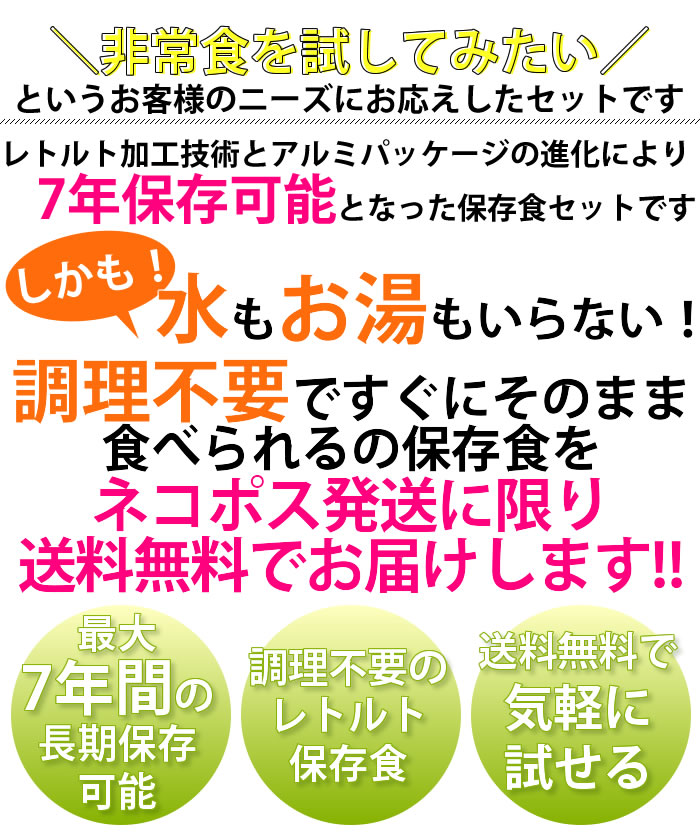 ＼非常食を試してみたい／
というお客様のニーズにお応えしたセットです
レトルト加工技術とアルミパッケージの進化により
7年保存可能となった保存食セットです
しかも！
水もお湯もいらない！
調理不要ですぐにそのまま
食べられるの保存食を
ネコポス発送に限り
送料無料でお届けします!!
最大
7年間の
長期保存
可能
調理不要の
レトルト
保存食
送料無料で
気軽に
試せる